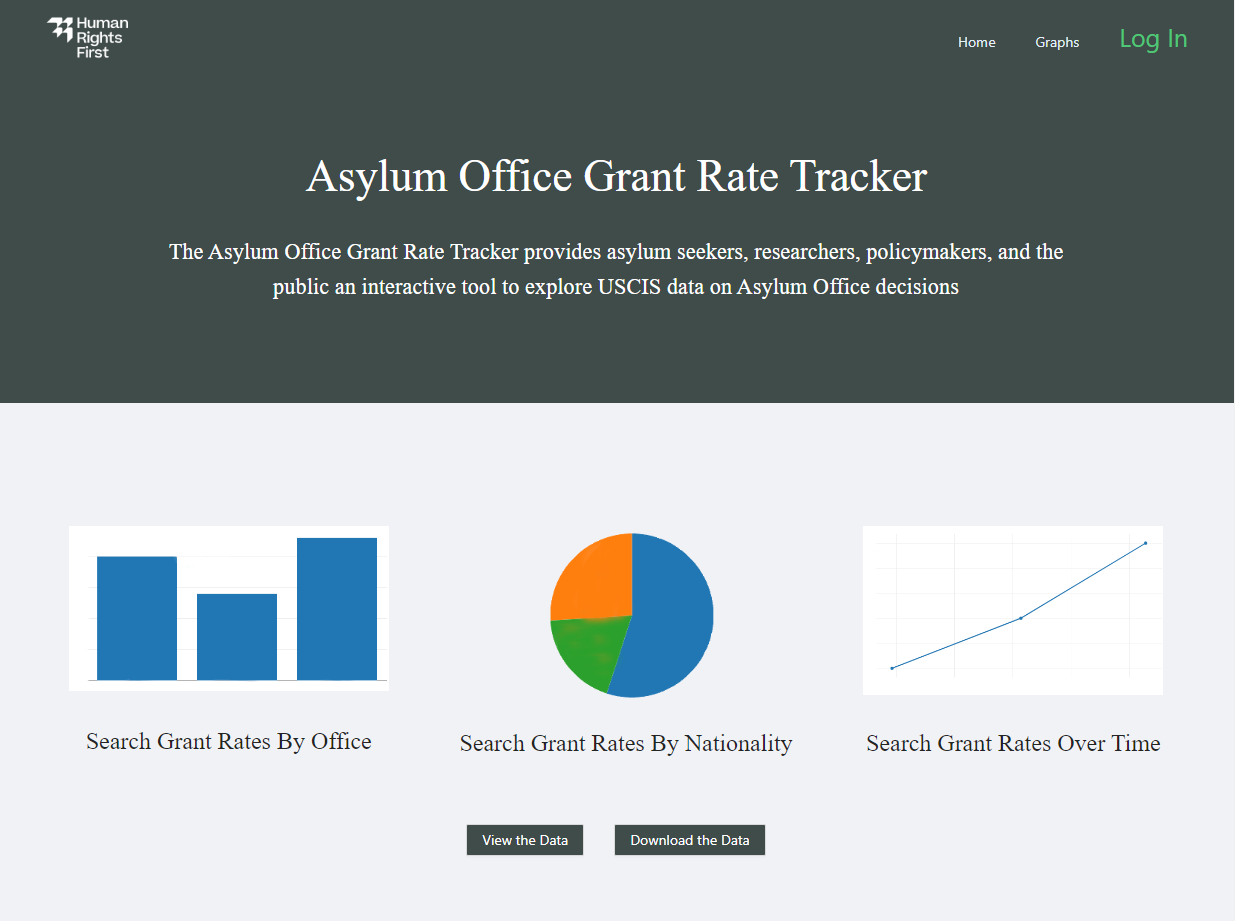 Human
Rights
First
Home
Graphs
Log In
Asylum Office Grant Rate Tracker
The Asylum Office Grant Rate Tracker provides asylum seekers, researchers, policymakers, and the
public an interactive tool to explore USCIS data on Asylum Office decisions
Search Grant Rates By Office
Search Grant Rates By Nationality
Search Grant Rates Over Time
View the Data
Download the Data